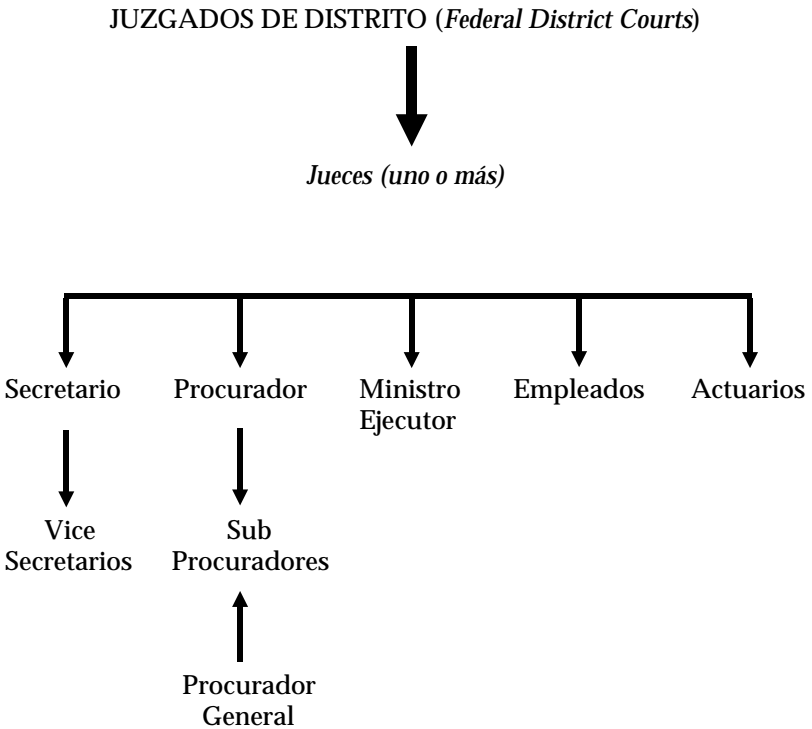 JUZGADOS DE DISTRITO (Federal District Courts)
Jueces (uno o más)
Secretario Procurador Ministro Empleados Actuarios
Ejecutor
Vice Sub
Secretarios Procuradores
Procurador
General